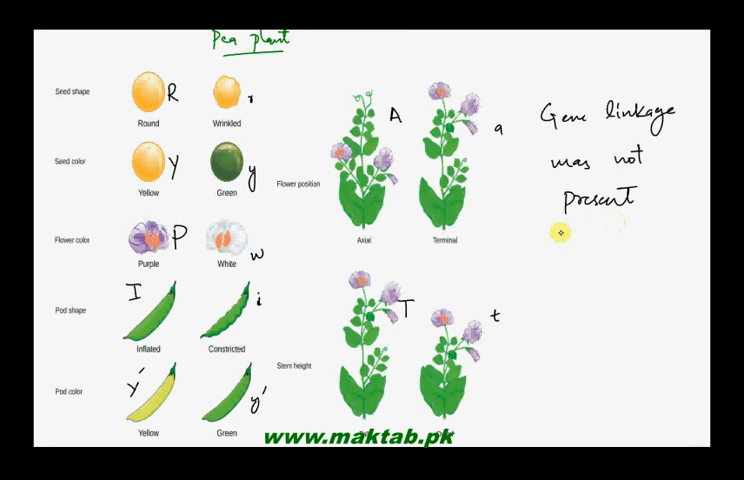 Pea plant
Seed shape
R
r
Round
Wrinkled
Seed color
Y
y
Yellow
Green
Flower color
P
w
Purple
White
Pod shape
I
i
Inflated
Constricted
Pod color
Y'
y'
Yellow
Green
Flower position
A
a
Axial
Terminal
Stem height
T
t
Gene linkage
was not
present
www.maktab.pk